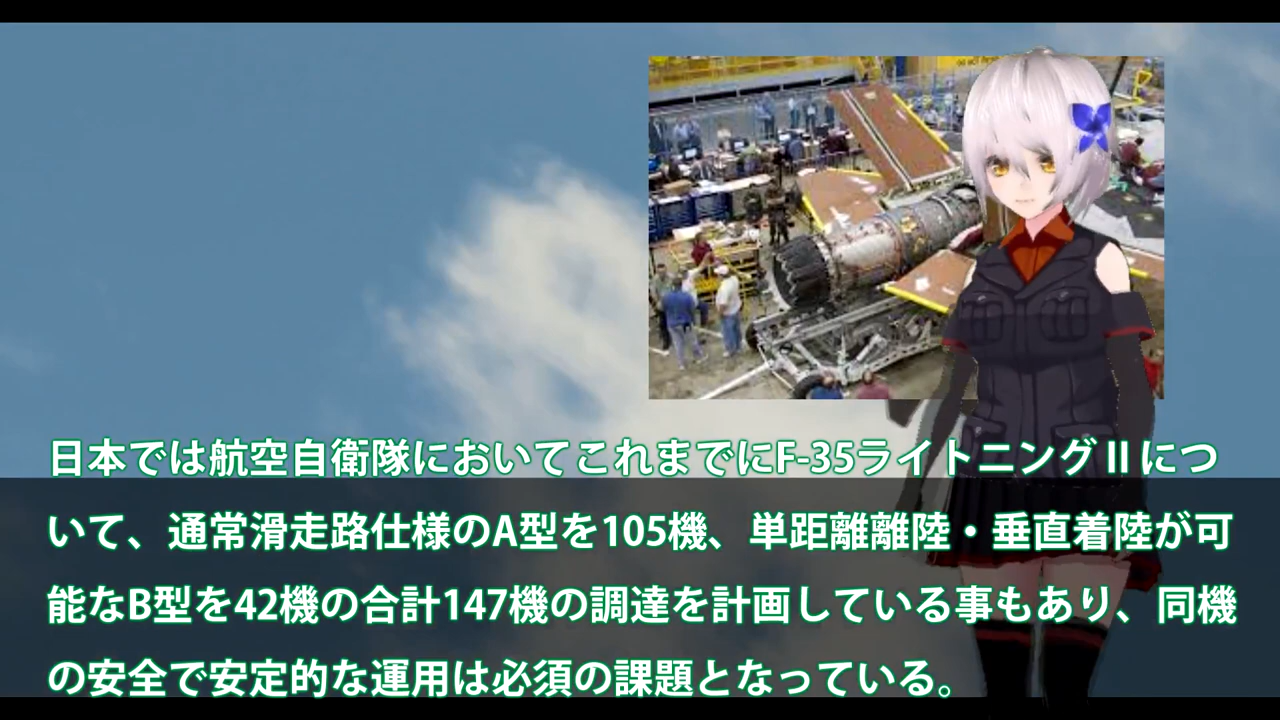 日本では航空自衛隊においてこれまでにF-35ライトニングⅡにつ
いて、通常滑走路仕様のA型を105機、単距離離陸・垂直着陸が可
能なB型を42機の合計147機の調達を計画している事もあり、同機
の安全で安定的な運用は必須の課題となっている。